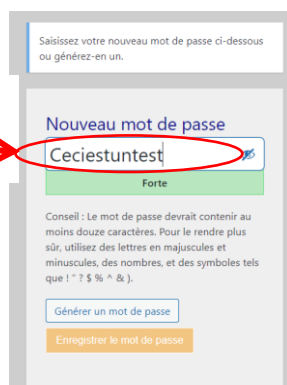 Saisissez votre nouveau mot de passe ci-dessous
ou générez-en un.
Nouveau mot de passe
Ceciestuntest
Forte
Conseil : Le mot de passe devrait contenir au
moins douze caractères. Pour le rendre plus
sûr, utilisez des lettres en majuscules et
minuscules, des nombres, et des symboles tels
que ! " ? $ % ^ & ).
Générer un mot de passe
Enregistrer le mot de passe